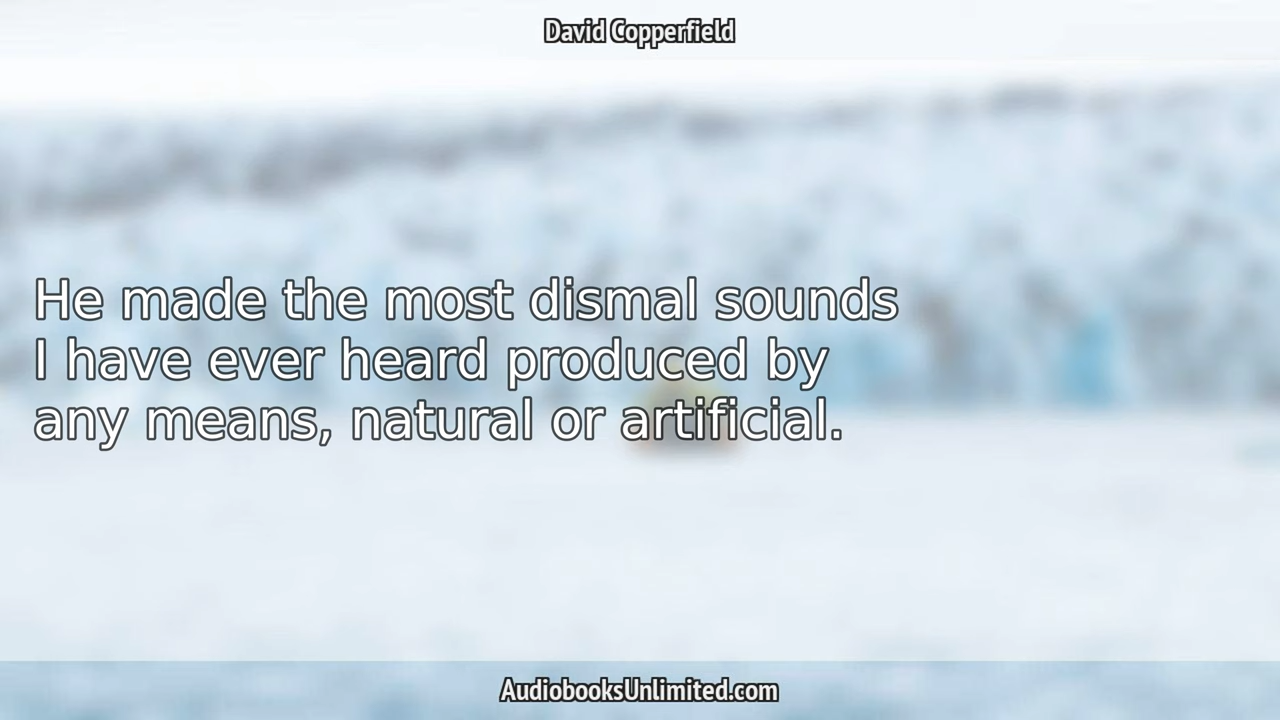 David Copperfield
He made the most dismal sounds
I have ever heard produced by
any means, natural or artificial.
AudiobooksUnlimited.com